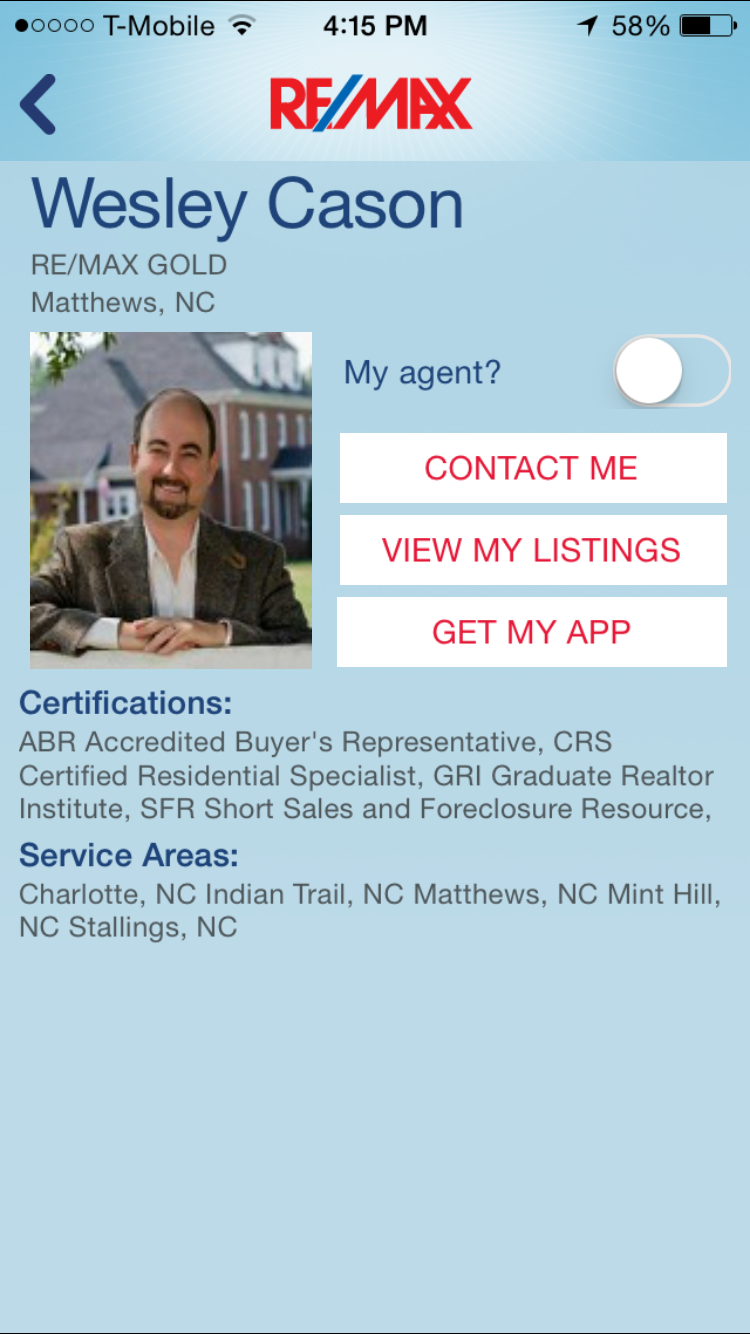 T-Mobile 4:15 PM 58%
RE/MAX
Wesley Cason
RE/MAX GOLD
Matthews, NC
My agent?
CONTACT ME
VIEW MY LISTINGS
GET MY APP
Certifications:
ABR Accredited Buyer's Representative, CRS
Certified Residential Specialist, GRI Graduate Realtor
Institute, SFR Short Sales and Foreclosure Resource,
Service Areas:
Charlotte, NC Indian Trail, NC Matthews, NC Mint Hill,
NC Stallings, NC